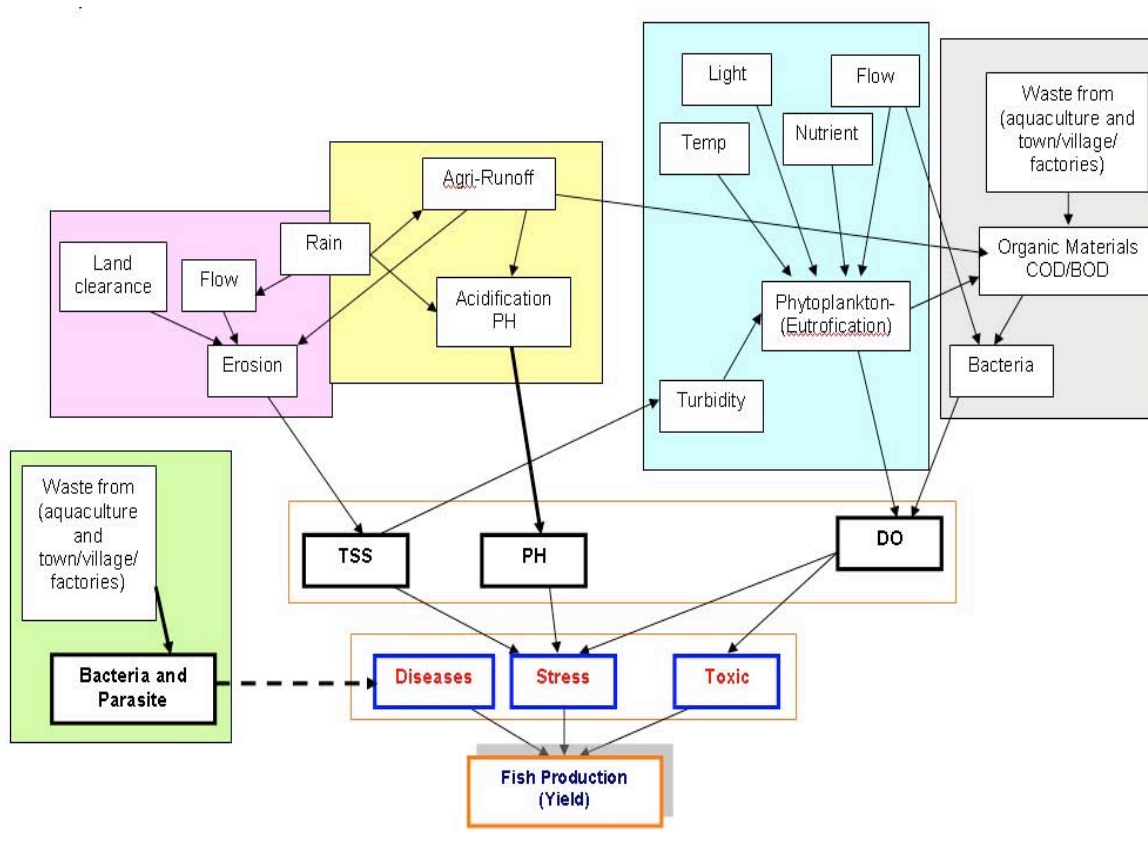 Light
Flow
Waste from
(aquaculture and
town/village/
factories)
Temp
Nutrient
Agri-Runoff
Rain
Land
clearance
Flow
Acidification
PH
Organic Materials
COD/BOD
Phytoplankton-
(Eutrofication)
Erosion
Turbidity
Bacteria
Waste from
(aquaculture
and
town/village/
factories)
TSS
PH
DO
Bacteria and
Parasite
Diseases
Stress
Toxic
Fish Production
(Yield)